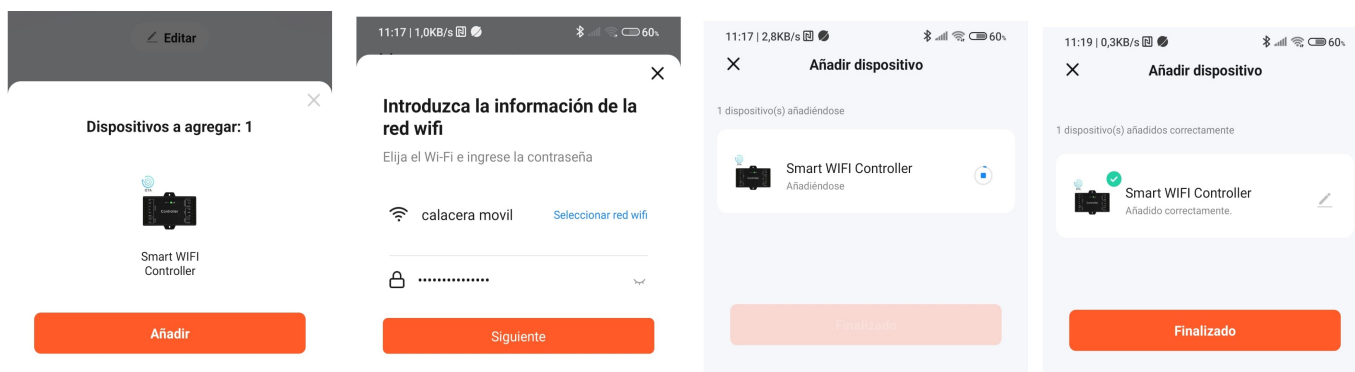 Editar
Dispositivos a agregar: 1
Smart WIFI
Controller
Añadir
11:17 | 1,0KB/s
60%
Introduzca la información de la
red wifi
Elija el Wi-Fi e ingrese la contraseña
calacera movil
Seleccionar red wifi
Siguiente
11:17 | 2,8KB/s
60%
Añadir dispositivo
1 dispositivo(s) añadiéndose
Smart WIFI Controller
Añadiéndose
Finalizado
11:19 | 0,3KB/s
60%
Añadir dispositivo
1 dispositivo(s) añadidos correctamente
Smart WIFI Controller
Añadido correctamente.
Finalizado